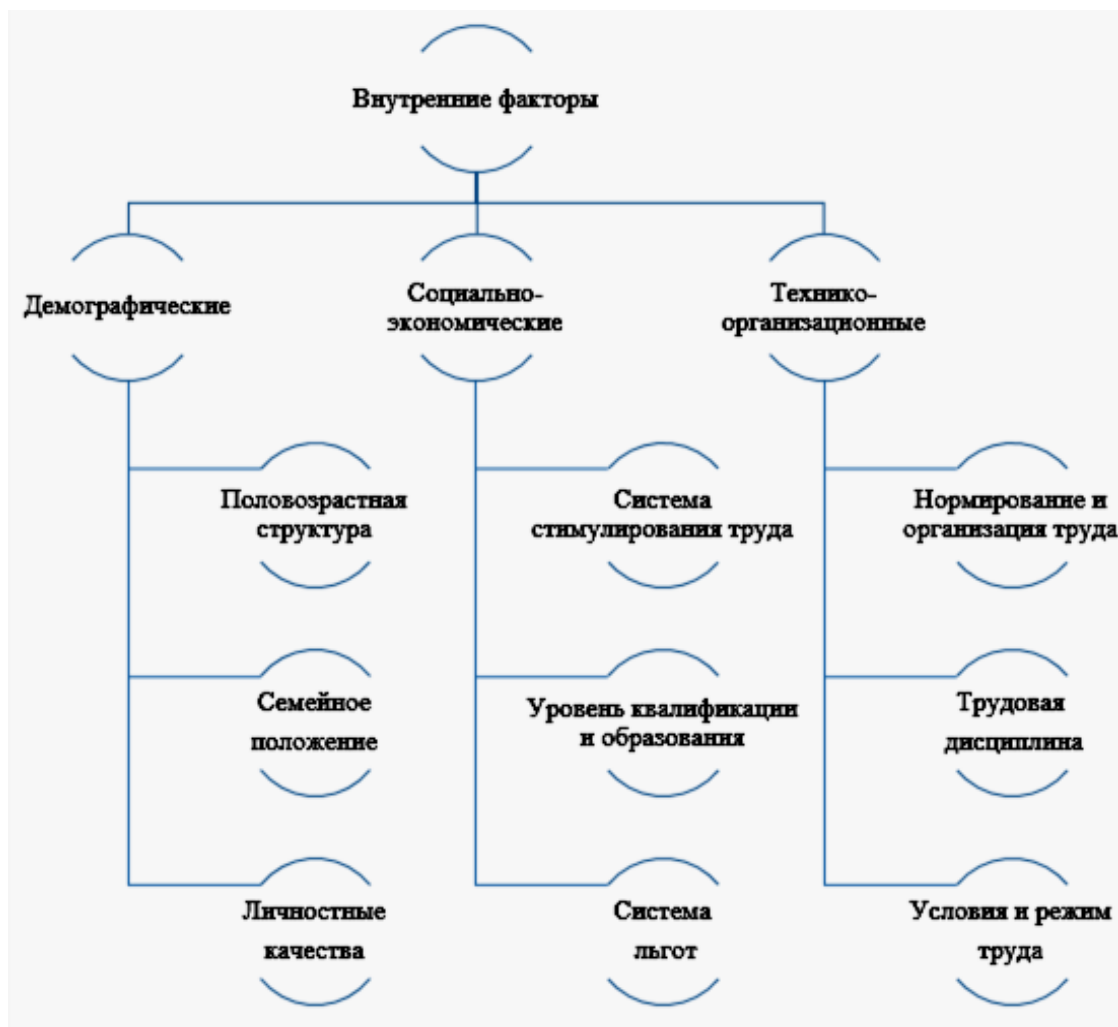 Внутренние факторы
Демографические
Социально-
экономические
Технико-
организационные
Половозрастная
структура
Система
стимулирования труда
Нормирование и
организация труда
Семейное
положение
Уровень квалификации
и образования
Трудовая
дисциплина
Личностные
качества
Система
льгот
Условия и режим
труда